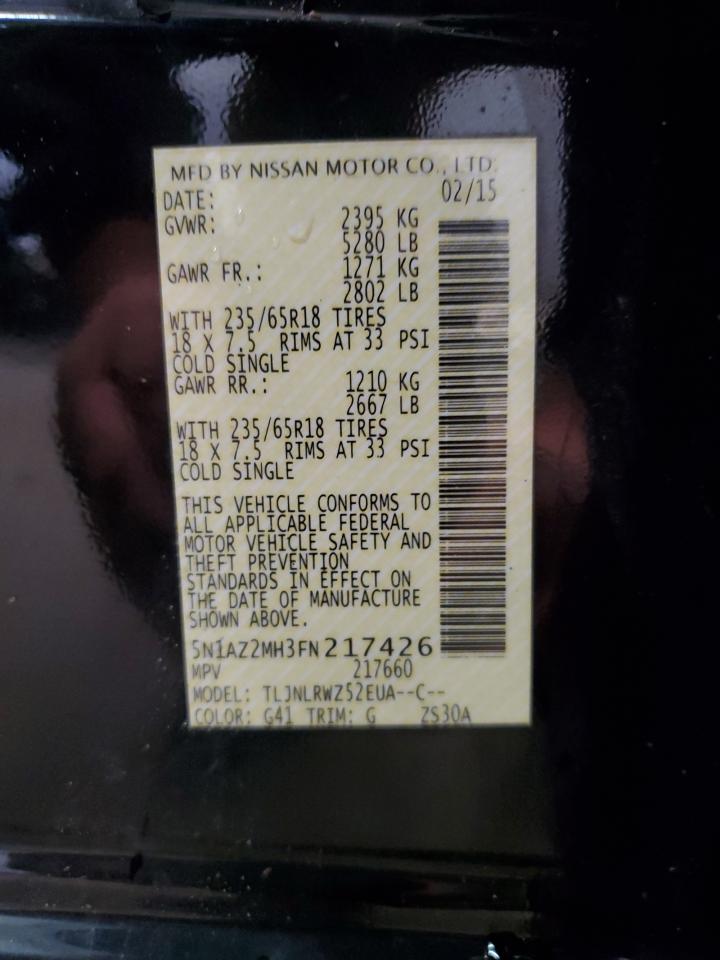 MFD BY NISSAN MOTOR CO., LTD.
DATE: 02/15
GVWR: 2395 KG
5280 LB
GAWR FR.: 1271 KG
2802 LB
WITH 235/65R18 TIRES
18 X 7.5 RIMS AT 33 PSI
COLD SINGLE
GAWR RR.: 1210 KG
2667 LB
WITH 235/65R18 TIRES
18 X 7.5 RIMS AT 33 PSI
COLD SINGLE
THIS VEHICLE CONFORMS TO
ALL APPLICABLE FEDERAL
MOTOR VEHICLE SAFETY AND
THEFT PREVENTION
STANDARDS IN EFFECT ON
THE DATE OF MANUFACTURE
SHOWN ABOVE.
5N1AZ2MH3FN217426
MPV 217660
MODEL: TLJNLRWZ52EUA--C--
COLOR: G41 TRIM: G ZS30A